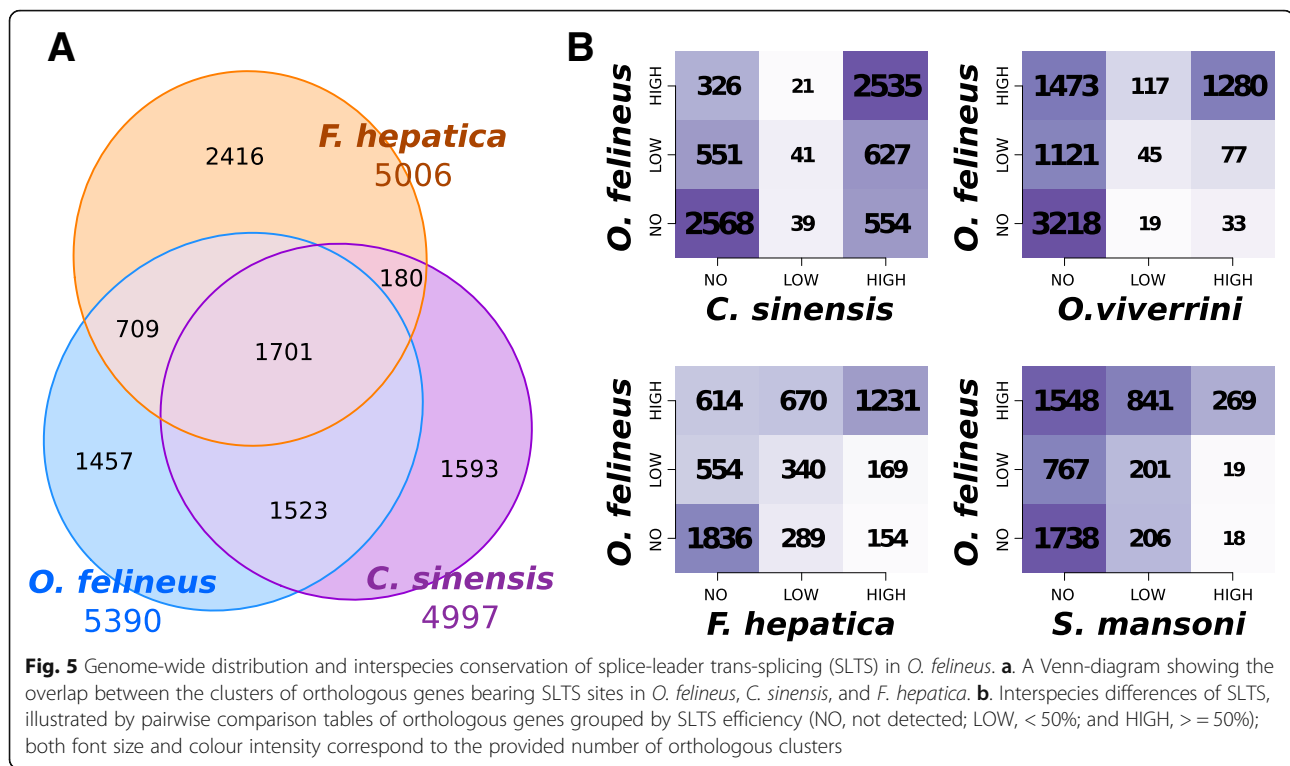 A
F. hepatica
5006
2416
180
709
1701
1457
1523
1593
O. felineus
5390
C. sinensis
4997
B
O. felineus
HIGH
LOW
NO
326 21 2535
551 41 627
2568 39 554
NO LOW HIGH
C. sinensis
O. felineus
HIGH
LOW
NO
1473 117 1280
1121 45 77
3218 19 33
NO LOW HIGH
O.viverrini
O. felineus
HIGH
LOW
NO
614 670 1231
554 340 169
1836 289 154
NO LOW HIGH
F. hepatica
O. felineus
HIGH
LOW
NO
1548 841 269
767 201 19
1738 206 18
NO LOW HIGH
S. mansoni
Fig. 5 Genome-wide distribution and interspecies conservation of splice-leader trans-splicing (SLTS) in O. felineus. a. A Venn-diagram showing the
overlap between the clusters of orthologous genes bearing SLTS sites in O. felineus, C. sinensis, and F. hepatica. b. Interspecies differences of SLTS,
illustrated by pairwise comparison tables of orthologous genes grouped by SLTS efficiency (NO, not detected; LOW, < 50%; and HIGH, > = 50%);
both font size and colour intensity correspond to the provided number of orthologous clusters